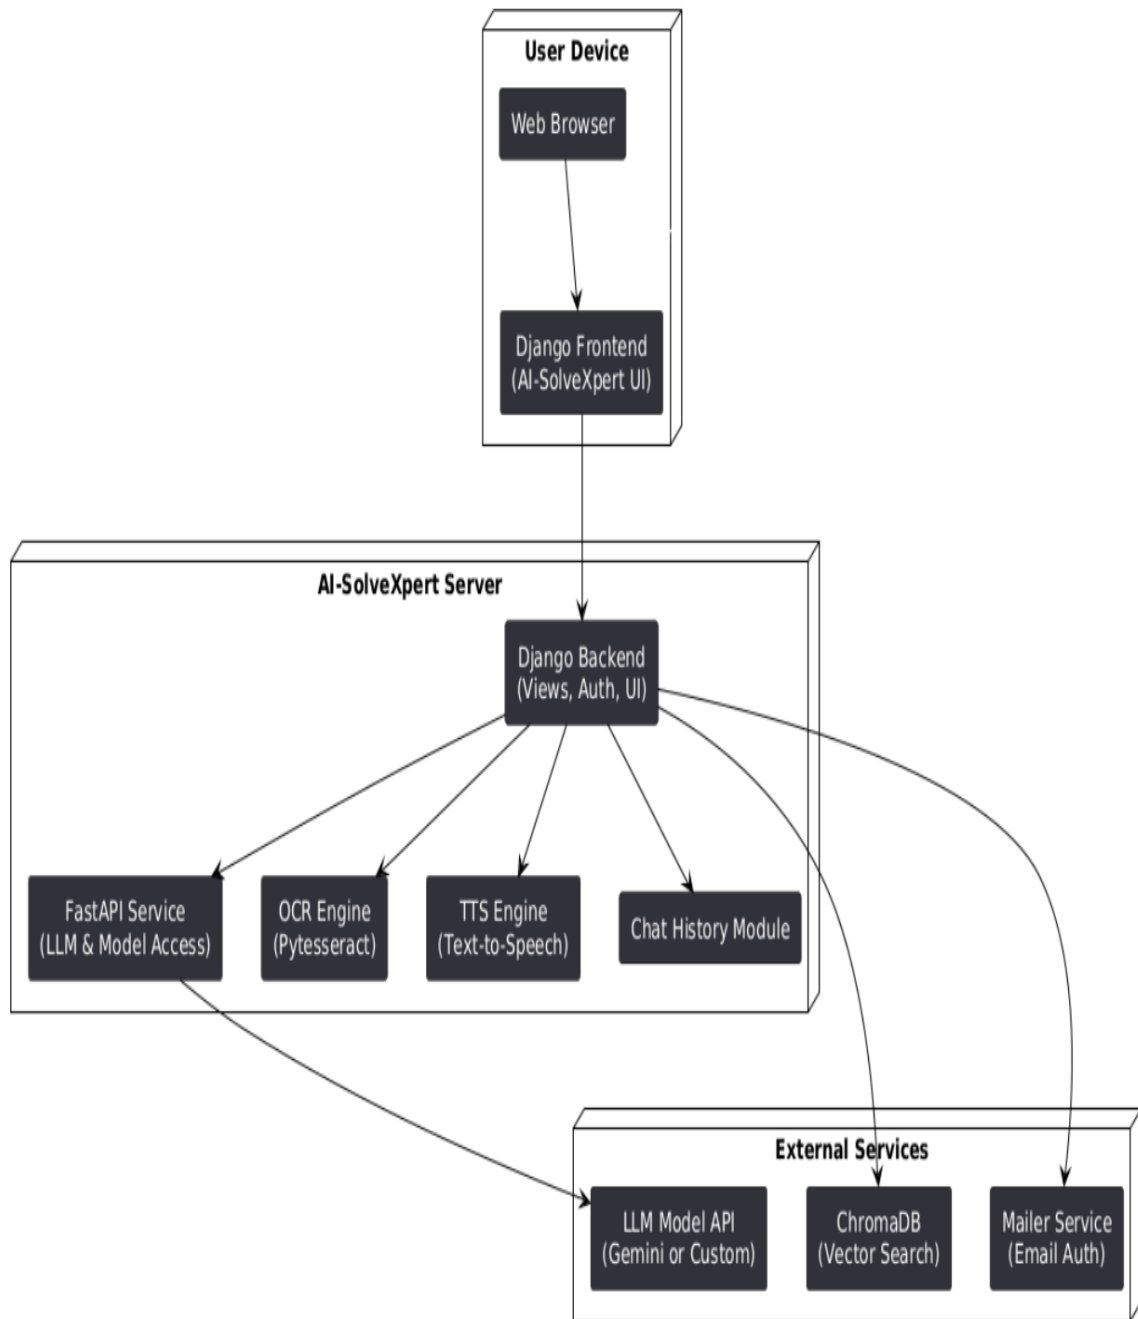 User Device
Web Browser
Django Frontend
(AI-SolveXpert UI)
AI-SolveXpert Server
Django Backend
(Views, Auth, UI)
FastAPI Service
(LLM & Model Access)
OCR Engine
(Pytesseract)
TTS Engine
(Text-to-Speech)
Chat History Module
External Services
LLM Model API
(Gemini or Custom)
ChromaDB
(Vector Search)
Mailer Service
(Email Auth)